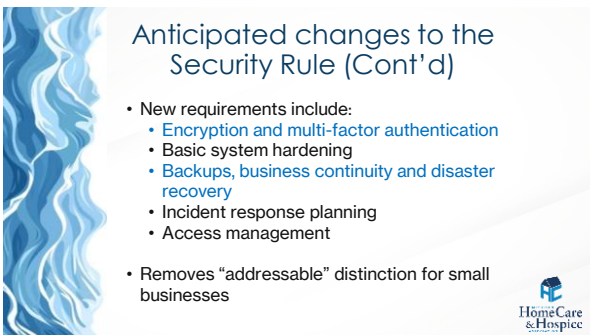 Anticipated changes to the
Security Rule (Cont’d)
• New requirements include:
• Encryption and multi-factor authentication
• Basic system hardening
• Backups, business continuity and disaster
recovery
• Incident response planning
• Access management
• Removes “addressable” distinction for small
businesses
HomeCare
& Hospice